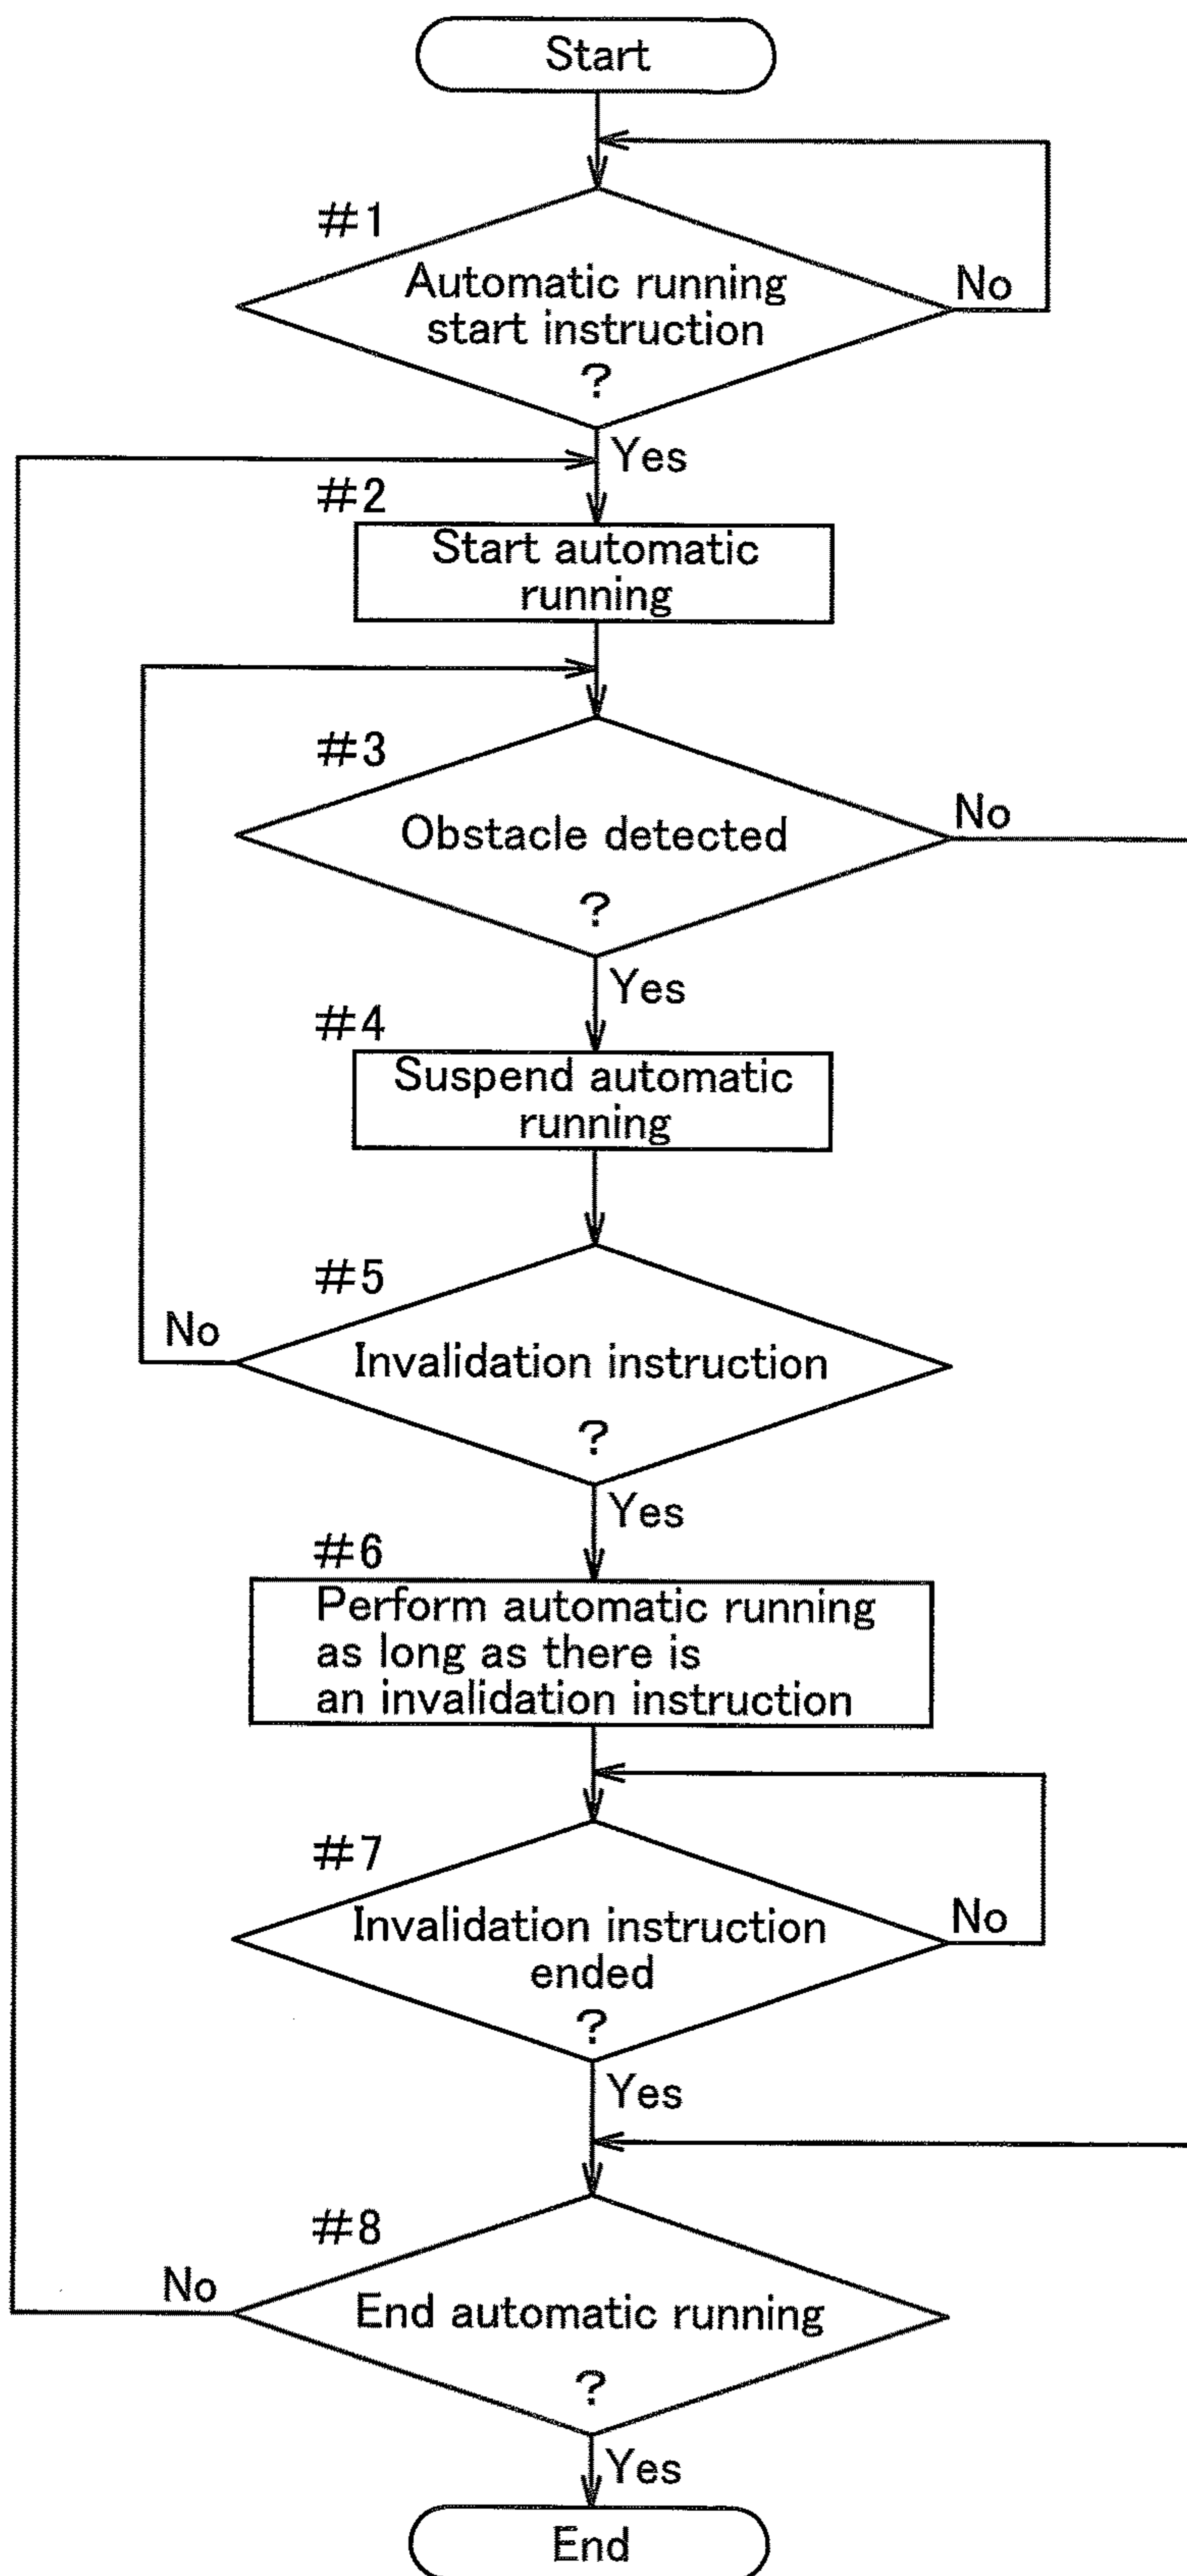 Start
#1
Automatic running
start instruction
?
No
Yes
#2
Start automatic
running
#3
Obstacle detected
?
No
Yes
#4
Suspend automatic
running
#5
No
Invalidation instruction
?
Yes
#6
Perform automatic running
as long as there is
an invalidation instruction
#7
Invalidation instruction
ended
?
No
Yes
#8
No
End automatic running
?
Yes
End